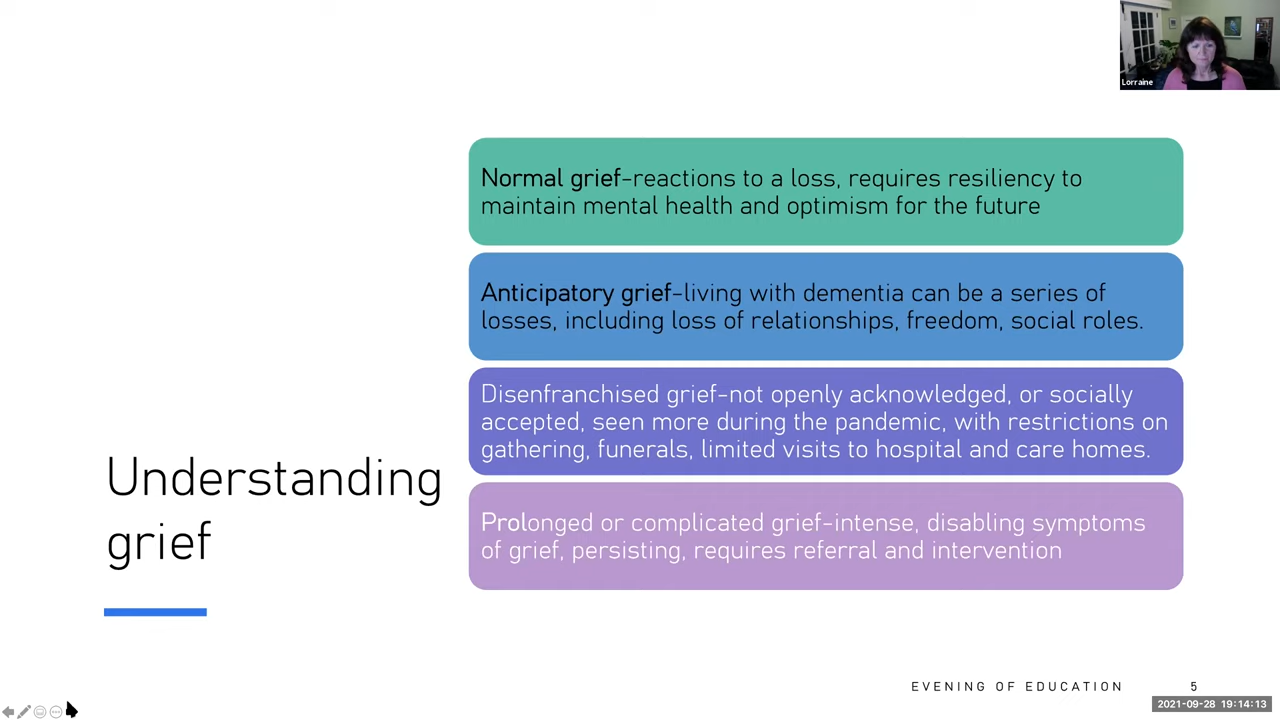 Lorraine
Normal grief-reactions to a loss, requires resiliency to
maintain mental health and optimism for the future
Anticipatory grief-living with dementia can be a series of
losses, including loss of relationships, freedom, social roles.
Disenfranchised grief-not openly acknowledged, or socially
accepted, seen more during the pandemic, with restrictions on
gathering, funerals, limited visits to hospital and care homes.
Prolonged or complicated grief-intense, disabling symptoms
of grief, persisting, requires referral and intervention
Understanding
grief
EVENING OF EDUCATION 5
2021-09-28 19:14:13